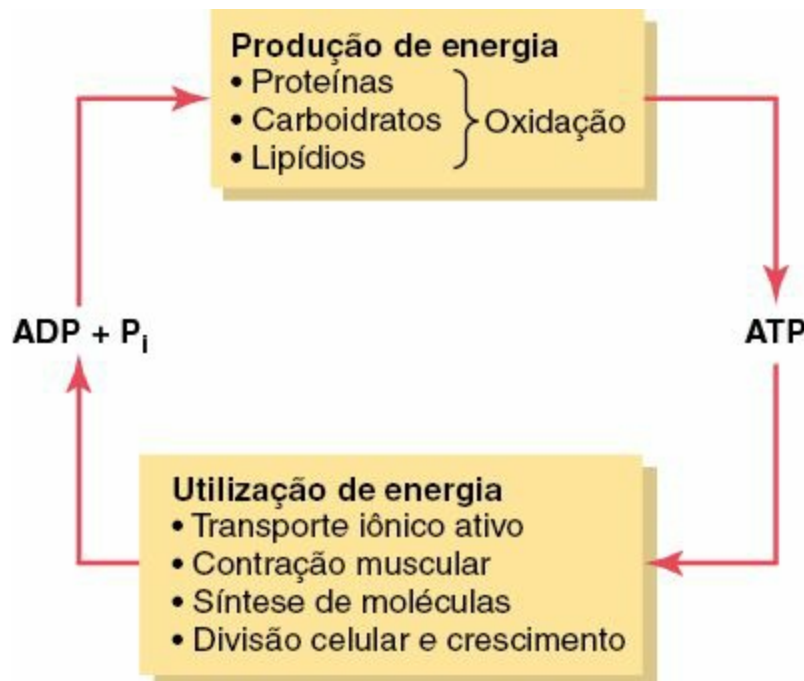 Produção de energia
• Proteínas
• Carboidratos
• Lipídios
Oxidação
ADP + Pi
ATP
Utilização de energia
• Transporte iônico ativo
• Contração muscular
• Síntese de moléculas
• Divisão celular e crescimento